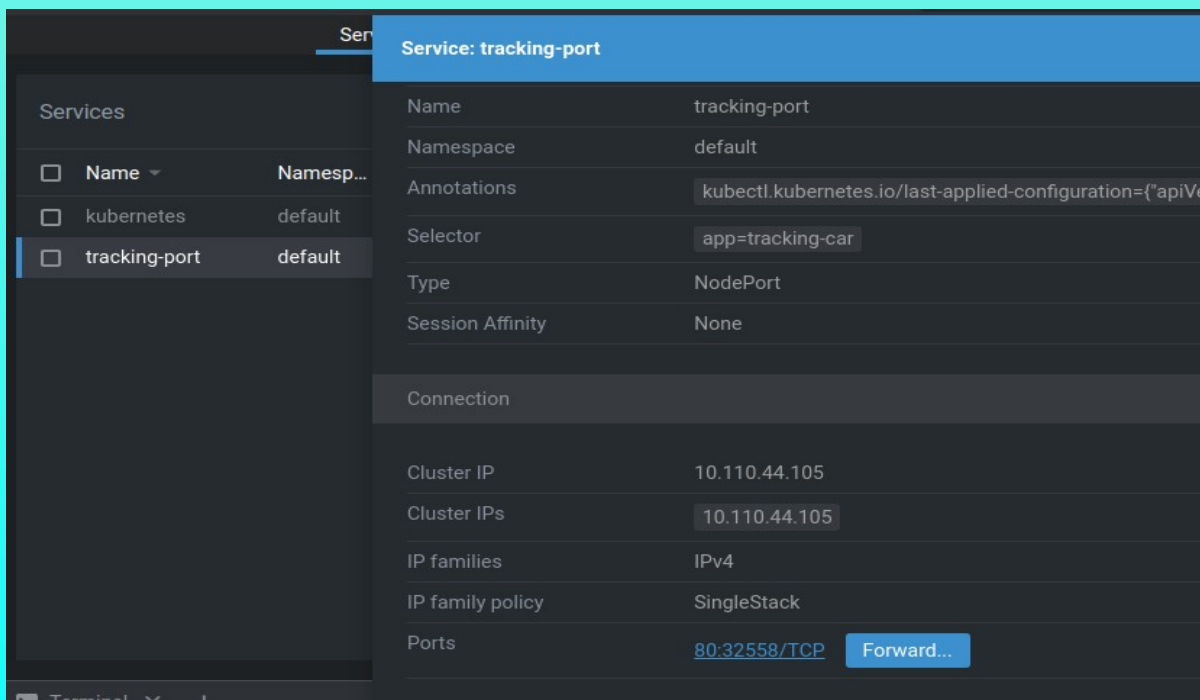 Ser
Service: tracking-port
Services
Name Namesp...
kubernetes default
tracking-port default
Name tracking-port
Namespace default
Annotations kubectl.kubernetes.io/last-applied-configuration={"apiVe
Selector app=tracking-car
Type NodePort
Session Affinity None
Connection
Cluster IP 10.110.44.105
Cluster IPs 10.110.44.105
IP families IPv4
IP family policy SingleStack
Ports 80:32558/TCP Forward...
Terminal